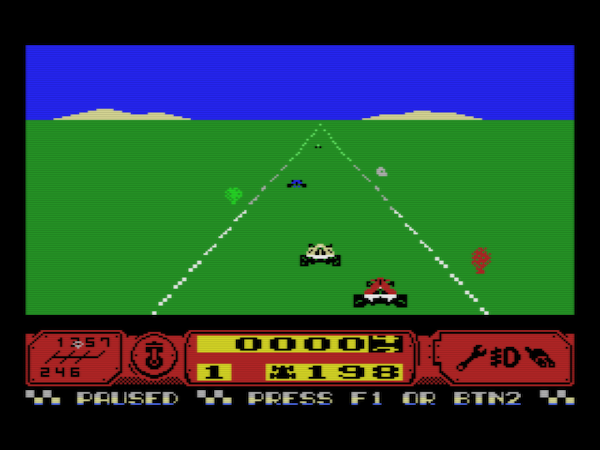 1357
0000
246
1 198
PAUSED PRESS F1 OR BTN2